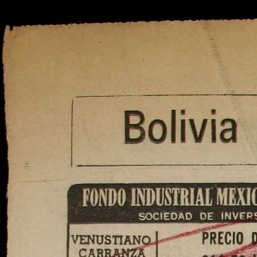 Bolivia
FONDO INDUSTRIAL MEXIC
SOCIEDAD DE INVERS
VENUSTIANO PRECIO D
CARRANZA